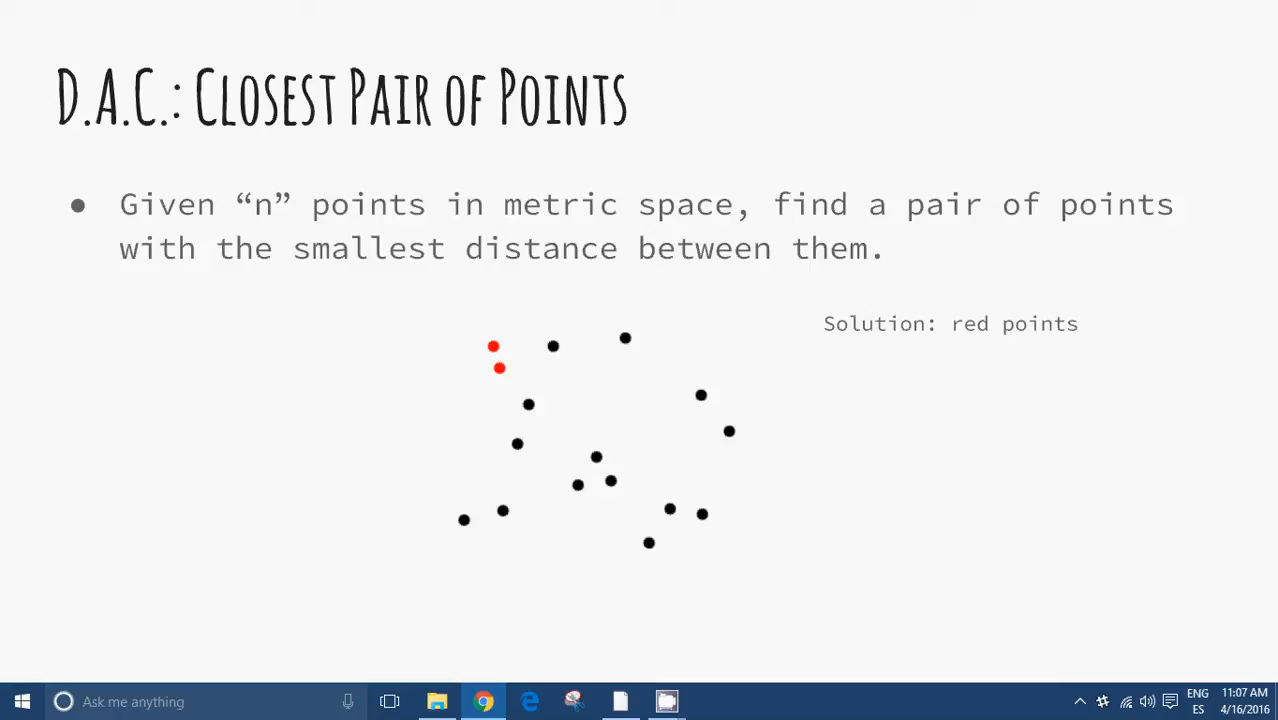 D.A.C.: Closest Pair of Points
● Given “n” points in metric space, find a pair of points
with the smallest distance between them.
Solution: red points
Ask me anything
ENG
ES
11:07 AM
4/16/2016